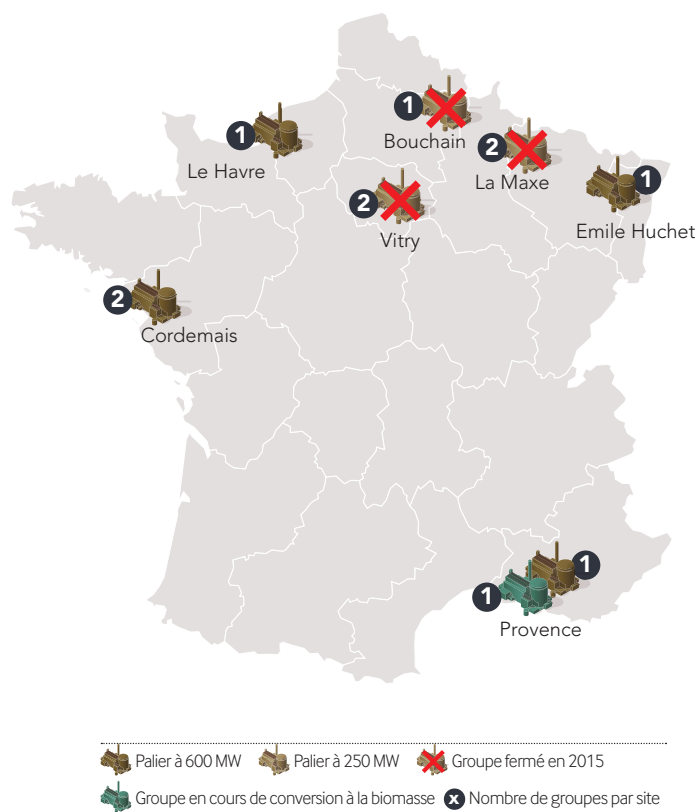 1
Bouchain
1
Le Havre
2
La Maxe
1
Emile Huchet
2
Vitry
2
Cordemais
1
1
Provence
Palier à 600 MW Palier à 250 MW Groupe fermé en 2015
Groupe en cours de conversion à la biomasse x Nombre de groupes par site